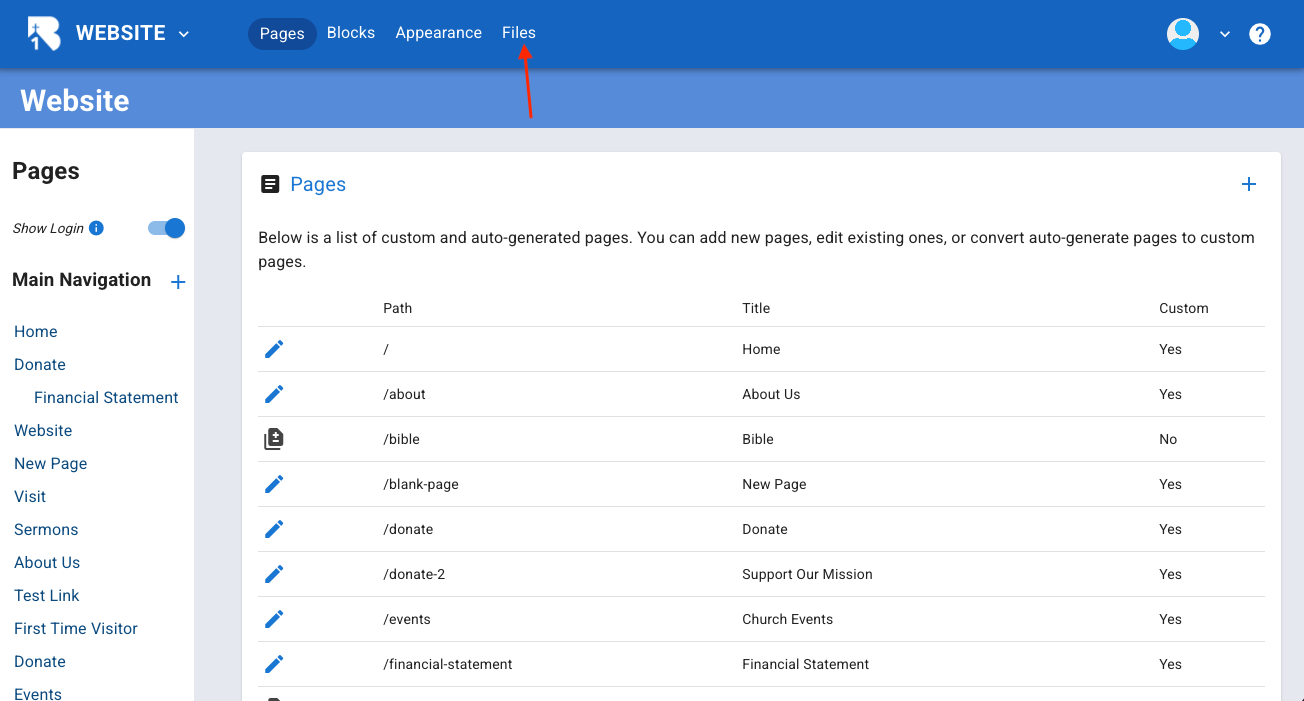 WEBSITE
Pages Blocks Appearance Files
Website
Pages
Show Login
Main Navigation
Home
Donate
Financial Statement
Website
New Page
Visit
Sermons
About Us
Test Link
First Time Visitor
Donate
Events
Pages
Below is a list of custom and auto-generated pages. You can add new pages, edit existing ones, or convert auto-generate pages to custom
pages.
Path Title Custom
/ Home Yes
/about About Us Yes
/bible Bible No
/blank-page New Page Yes
/donate Donate Yes
/donate-2 Support Our Mission Yes
/events Church Events Yes
/financial-statement Financial Statement Yes